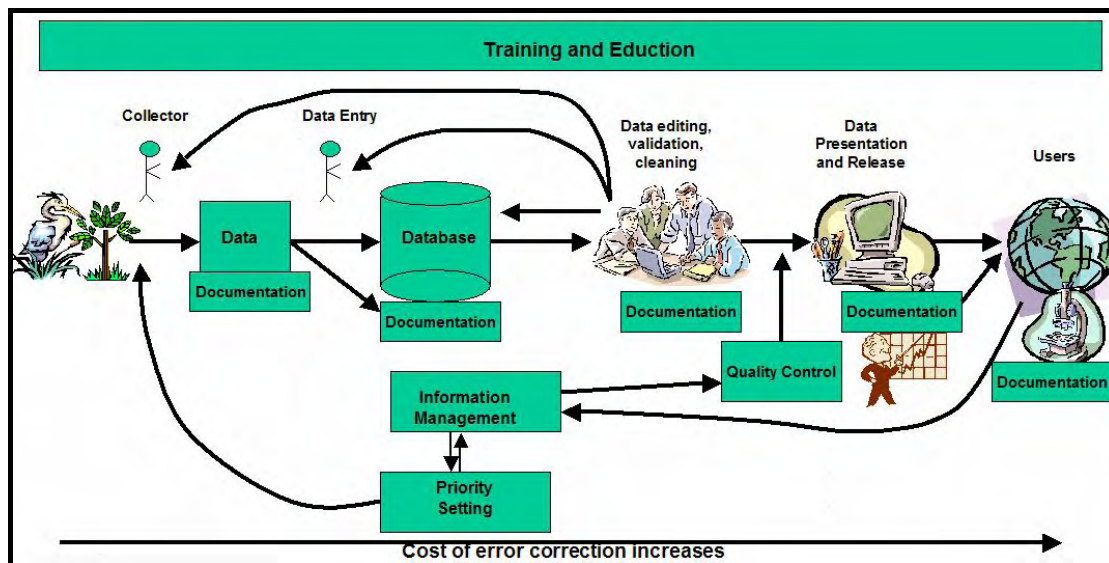 Training and Eduction
Collector
Data Entry
Data editing,
validation,
cleaning
Data
Presentation
and Release
Users
Data
Database
Documentation
Documentation
Documentation
Documentation
Documentation
Information
Management
Quality Control
Priority
Setting
Cost of error correction increases